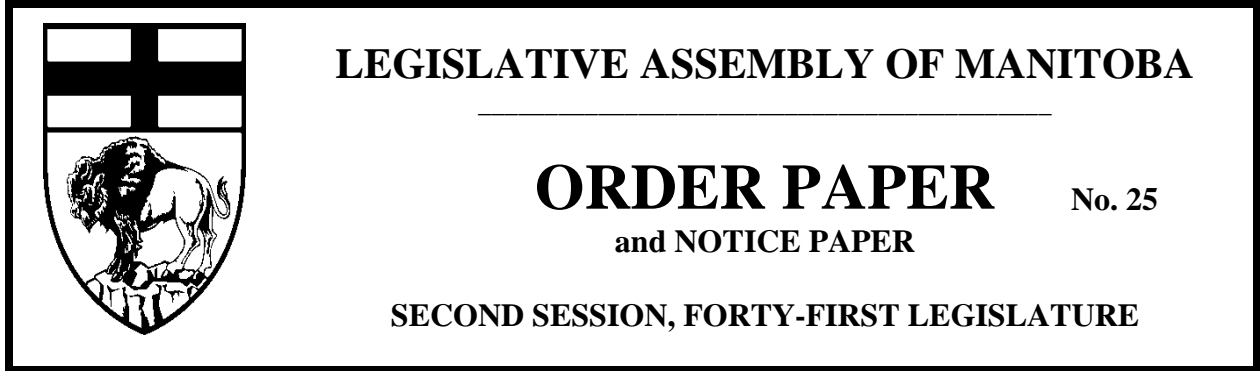 LEGISLATIVE ASSEMBLY OF MANITOBA
ORDER PAPER No. 25
and NOTICE PAPER
SECOND SESSION, FORTY-FIRST LEGISLATURE